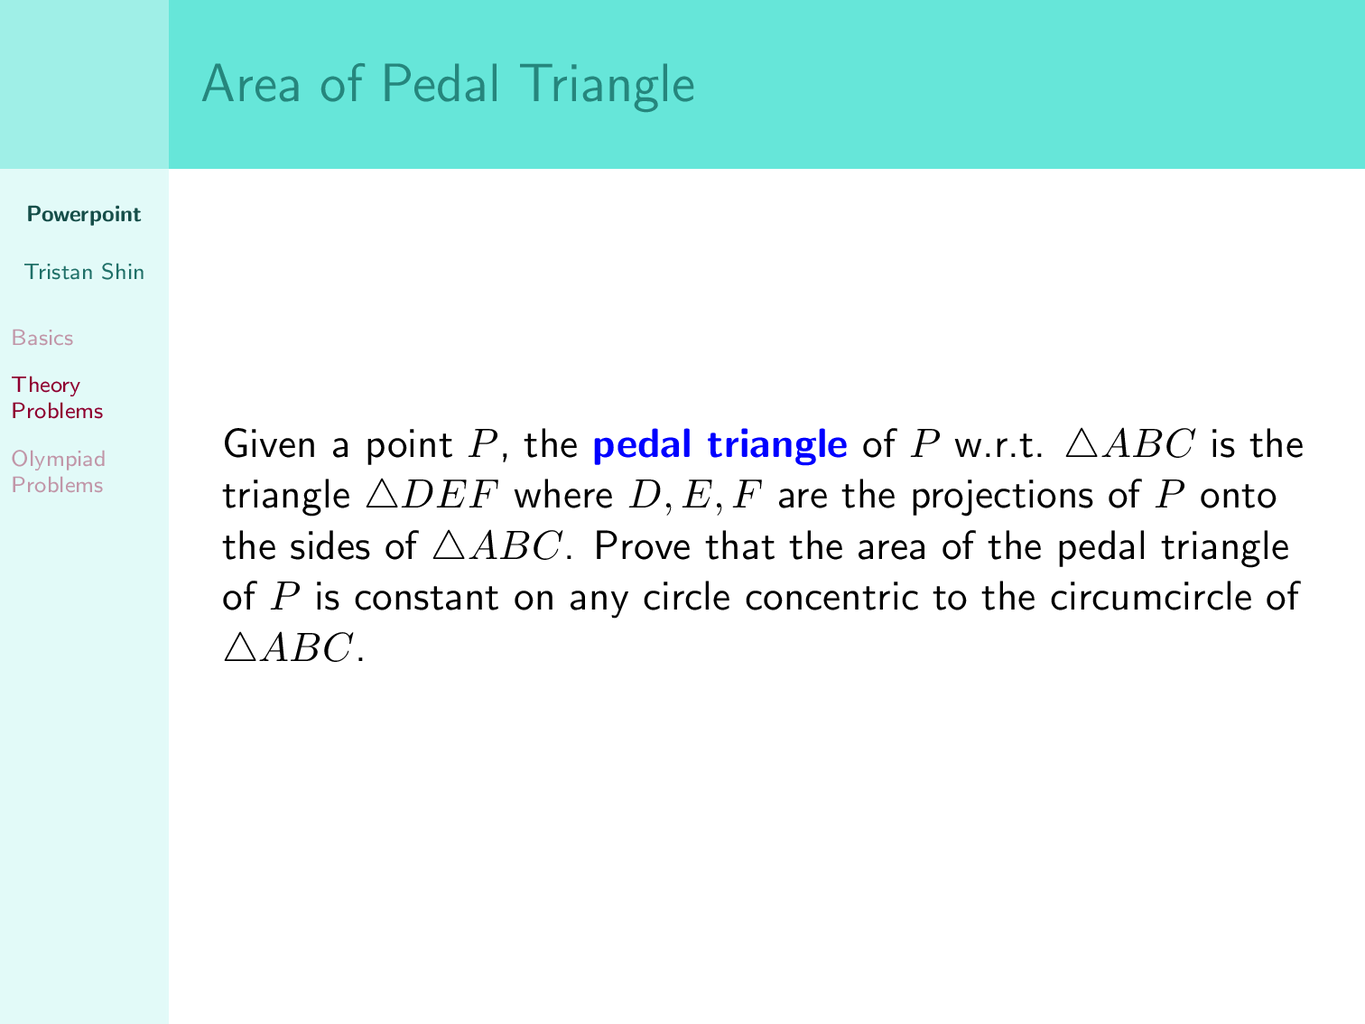 Area of Pedal Triangle
Powerpoint
Tristan Shin
Basics
Theory
Problems
Olympiad
Problems
Given a point P, the pedal triangle of P w.r.t. △ABC is the
triangle △DEF where D, E, F are the projections of P onto
the sides of △ABC. Prove that the area of the pedal triangle
of P is constant on any circle concentric to the circumcircle of
△ABC.